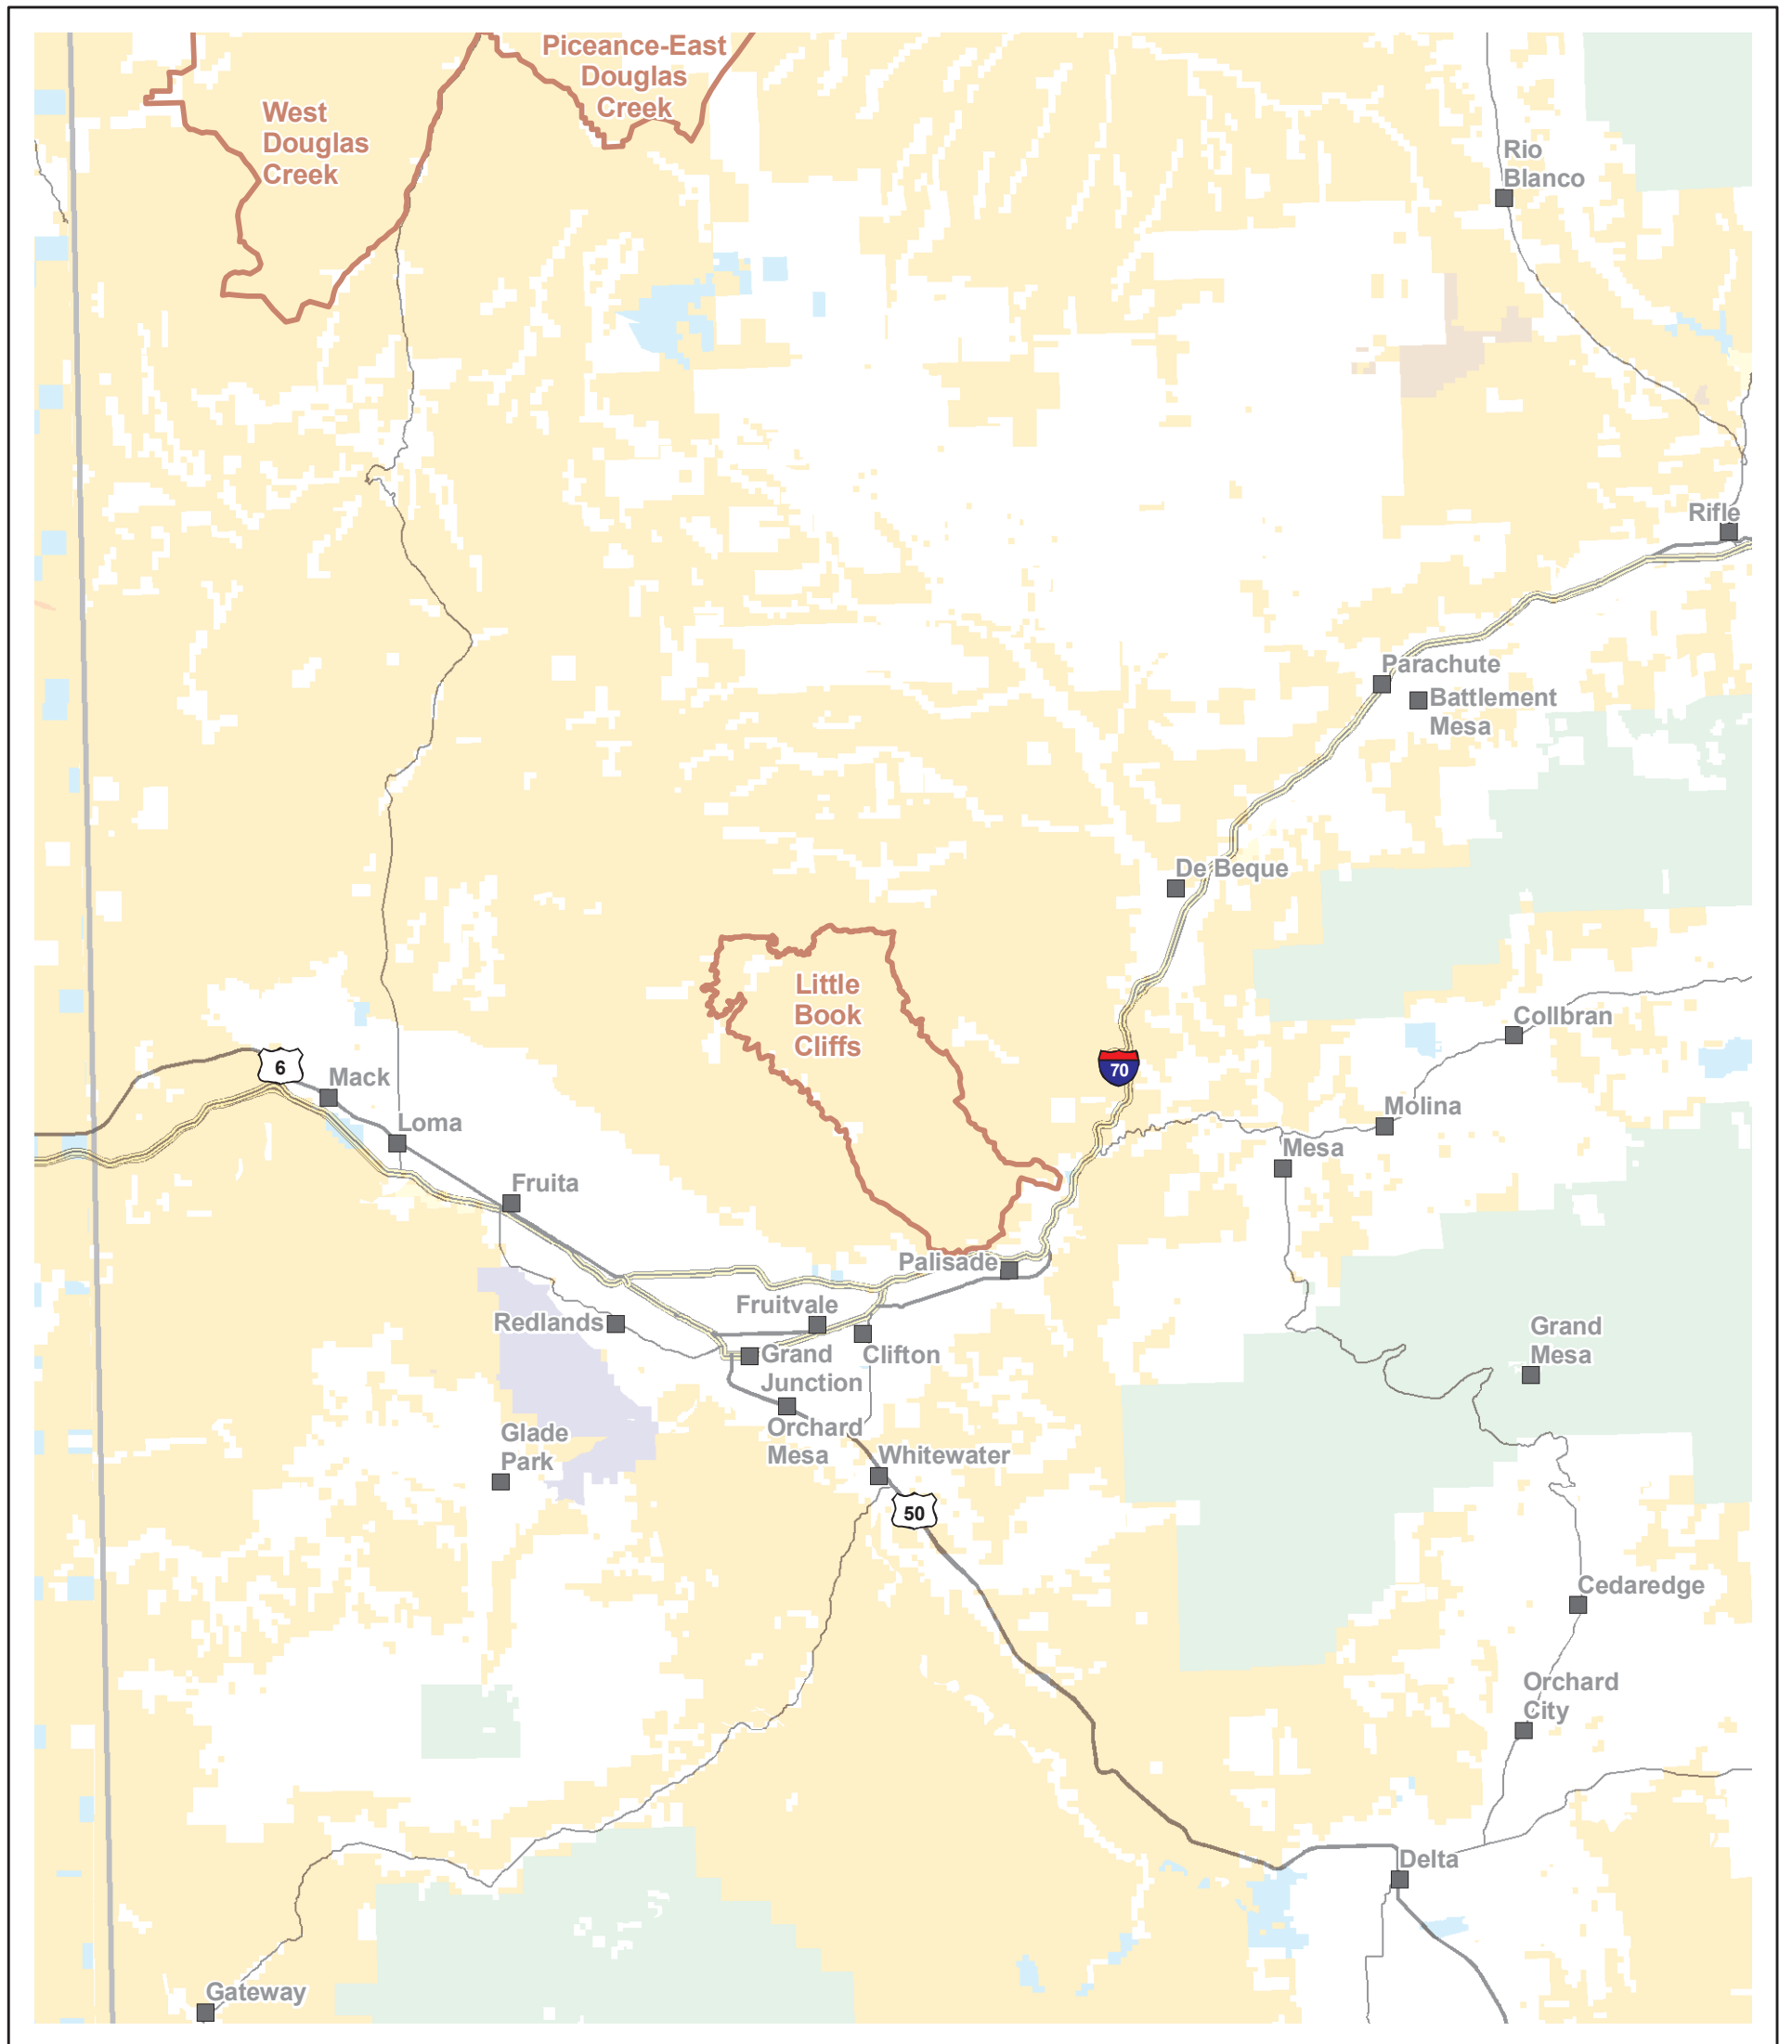 Piceance-East
Douglas
Creek
West
Douglas
Creek
Rio
Blanco
Rifle
Parachute
Battlement
Mesa
De Beque
Little
Book
Cliffs
Collbran
6
70
Mack
Molina
Loma
Mesa
Fruita
Palisade
Fruitvale
Redlands
Grand
Mesa
Grand
Junction
Clifton
Orchard
Mesa
Glade
Park
Whitewater
50
Cedaredge
Orchard
City
Delta
Gateway